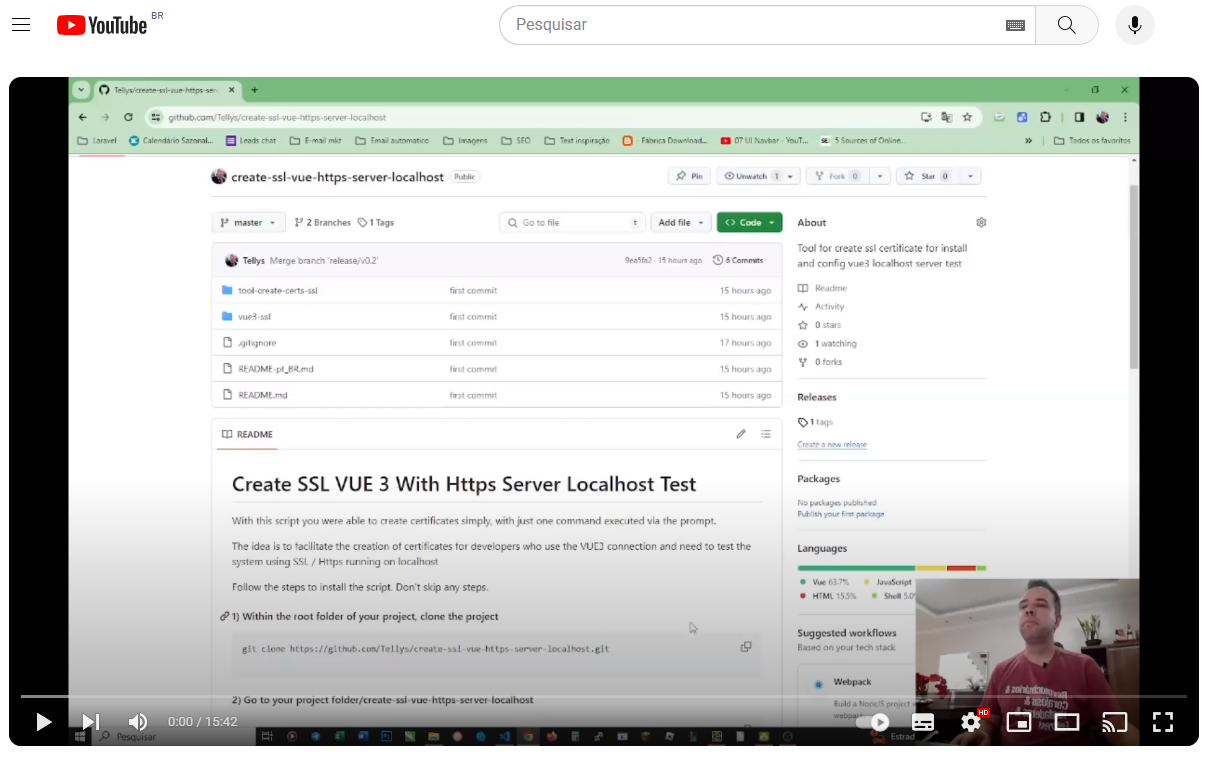 YouTube BR
Pesquisar
Tellys/create-ssl-vue-https-serv
github.com/Tellys/create-ssl-vue-https-server-localhost
Laravel Calendário Sazonal... Leads chat E-mail mkt Email automatico Imagens SEO Text inspiração Fábrica Download... 07 UI Navbar - YouT... SE: 5 Sources of Online... » Todos os favoritos
create-ssl-vue-https-server-localhost Public Pin Unwatch 1 Fork 0 Star 0
master 2 Branches 1 Tags Go to file t Add file Code
About
Tool for create ssl certificate for install
and config vue3 localhost server test
Readme
Activity
0 stars
1 watching
0 forks
Tellys Merge branch 'release/v0.2' 9ea5fa2 · 15 hours ago 6 Commits
tool-create-certs-ssl first commit 15 hours ago
vue3-ssl first commit 15 hours ago
.gitignore first commit 17 hours ago
README-pt_BR.md first commit 15 hours ago
README.md first commit 15 hours ago
Releases
1 tags
Create a new release
Packages
No packages published
Publish your first package
Languages
Vue 63.7% JavaScript
HTML 15.5% Shell 5.0%
Suggested workflows
Based on your tech stack
Webpack
Build a NodeJS project
README
Create SSL VUE 3 With Https Server Localhost Test
With this script you were able to create certificates simply, with just one command executed via the prompt.
The idea is to facilitate the creation of certificates for developers who use the VUE3 connection and need to test the
system using SSL / Https running on localhost
Follow the steps to install the script. Don't skip any steps.
1) Within the root folder of your project, clone the project
git clone https://github.com/Tellys/create-ssl-vue-https-server-localhost.git
2) Go to your project folder/create-ssl-vue-https-server-localhost
0:00 / 15:42
HD
Pesquisar
Estrad